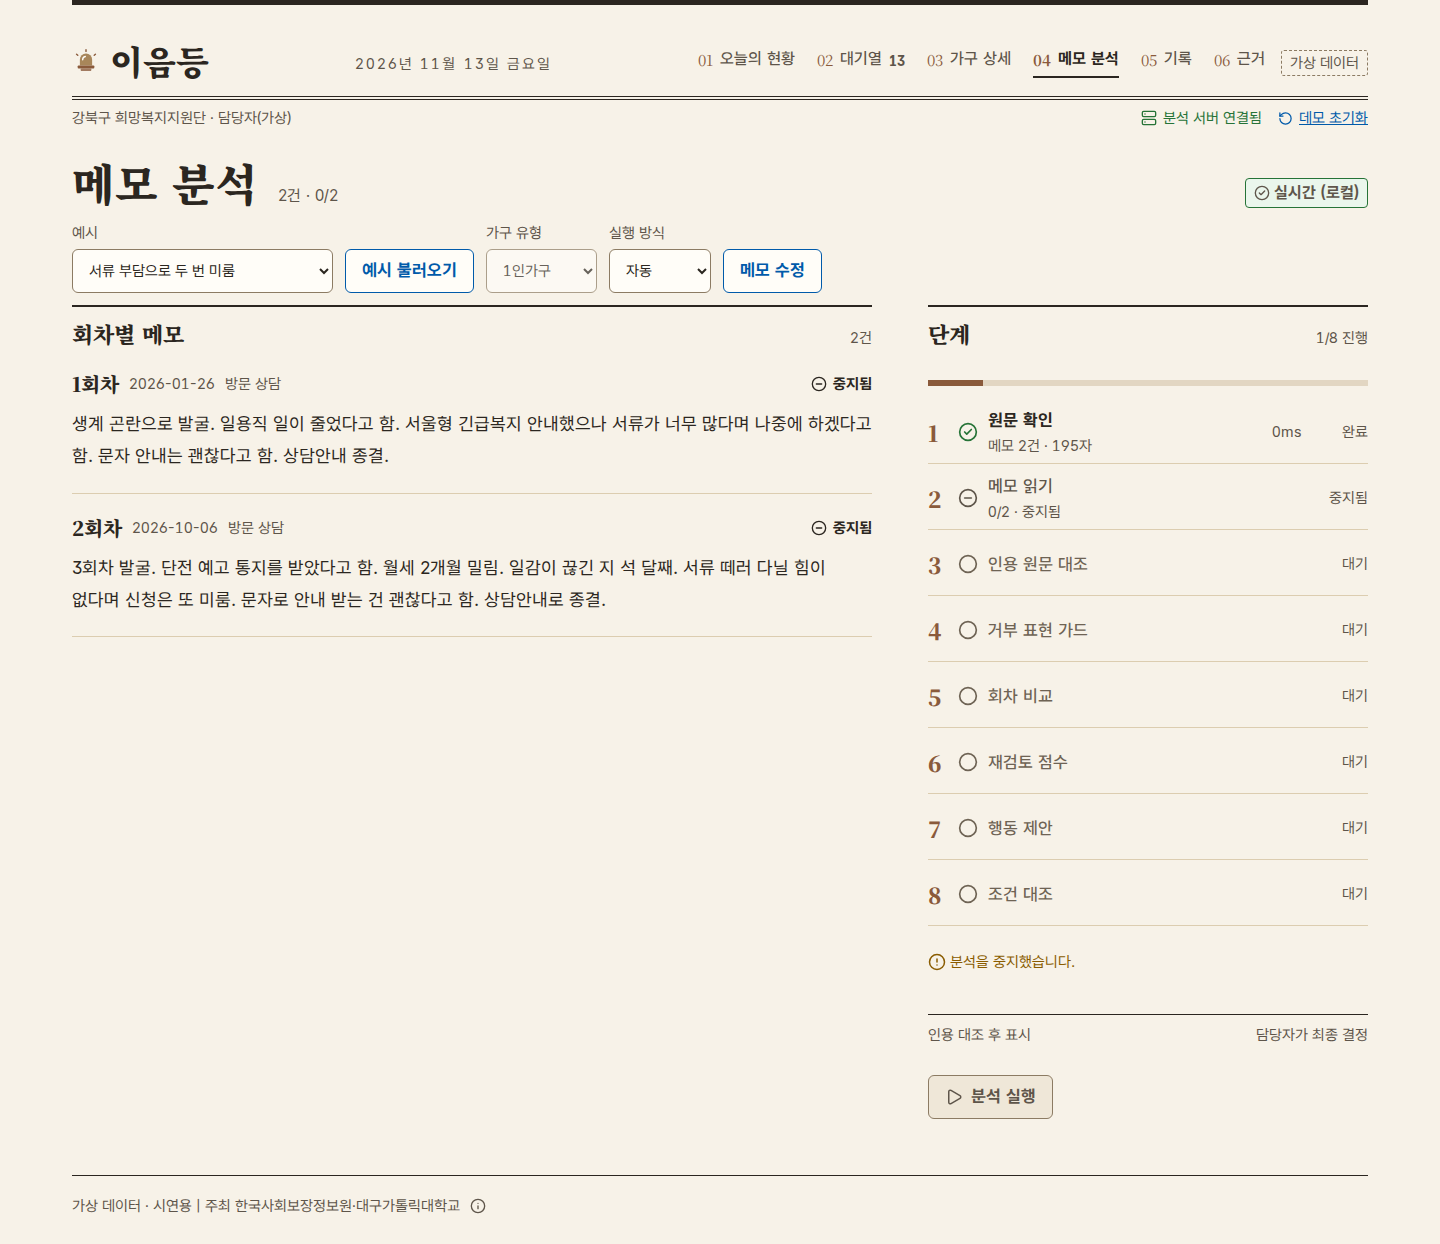 이음등
2026년 11월 13일 금요일
01 오늘의 현황 02 대기열 13 03 가구 상세 04 메모 분석 05 기록 06 근거 가상 데이터
강북구 희망복지지원단 · 담당자(가상)
분석 서버 연결됨 데모 초기화
메모 분석 2건 · 0/2
실시간 (로컬)
예시 가구 유형 실행 방식
서류 부담으로 두 번 미룸 예시 불러오기 1인가구 자동 메모 수정
회차별 메모 2건
1회차 2026-01-26 방문 상담 중지됨
생계 곤란으로 발굴. 일용직 일이 줄었다고 함. 서울형 긴급복지 안내했으나 서류가 너무 많다며 나중에 하겠다고
함. 문자 안내는 괜찮다고 함. 상담안내 종결.
2회차 2026-10-06 방문 상담 중지됨
3회차 발굴. 단전 예고 통지를 받았다고 함. 월세 2개월 밀림. 일감이 끊긴 지 석 달째. 서류 떼러 다닐 힘이
없다며 신청은 또 미룸. 문자로 안내 받는 건 괜찮다고 함. 상담안내로 종결.
단계 1/8 진행
1 원문 확인 0ms 완료
메모 2건 · 195자
2 메모 읽기 중지됨
0/2 · 중지됨
3 인용 원문 대조 대기
4 거부 표현 가드 대기
5 회차 비교 대기
6 재검토 점수 대기
7 행동 제안 대기
8 조건 대조 대기
분석을 중지했습니다.
인용 대조 후 표시 담당자가 최종 결정
분석 실행
가상 데이터 · 시연용 | 주최 한국사회보장정보원·대구가톨릭대학교